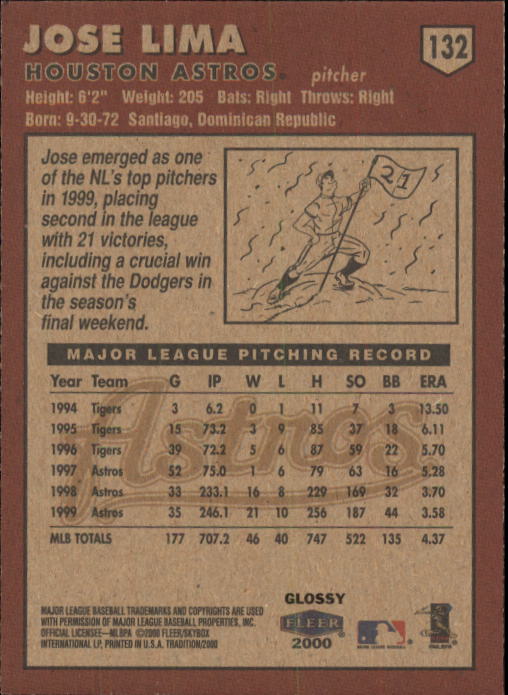 JOSE LIMA
132
HOUSTON ASTROS pitcher
Height: 6'2" Weight: 205 Bats: Right Throws: Right
Born: 9-30-72 Santiago, Dominican Republic
Jose emerged as one
of the NL's top pitchers
in 1999, placing
second in the league
with 21 victories,
including a crucial win
against the Dodgers in
the season's
final weekend.
21
MAJOR LEAGUE PITCHING RECORD
Year Team G IP W L H SO BB ERA
1994 Tigers 3 6.2 0 1 11 7 3 13.50
1995 Tigers 15 73.2 3 9 85 37 18 6.11
1996 Tigers 39 72.2 5 6 87 59 22 5.70
1997 Astros 52 75.0 1 6 79 63 16 5.28
1998 Astros 33 233.1 16 8 229 169 32 3.70
1999 Astros 35 246.1 21 10 256 187 44 3.58
MLB TOTALS 177 707.2 46 40 747 522 135 4.37
Astros
MAJOR LEAGUE BASEBALL TRADEMARKS AND COPYRIGHTS ARE USED
WITH PERMISSION OF MAJOR LEAGUE BASEBALL PROPERTIES, INC.
OFFICIAL LICENSEE—MLBPA ©2000 FLEER/SKYBOX
INTERNATIONAL LP, PRINTED IN U.S.A. TRADITION/2000
GLOSSY
FLEER
2000
MAJOR LEAGUE BASEBALL